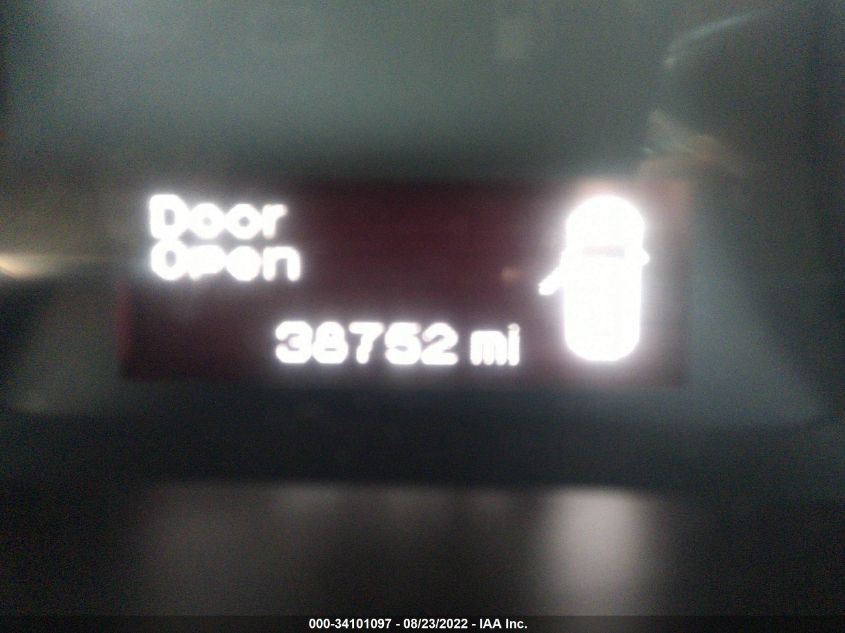 Door
Open
38752 mi
000-34101097 - 08/23/2022 - IAA Inc.